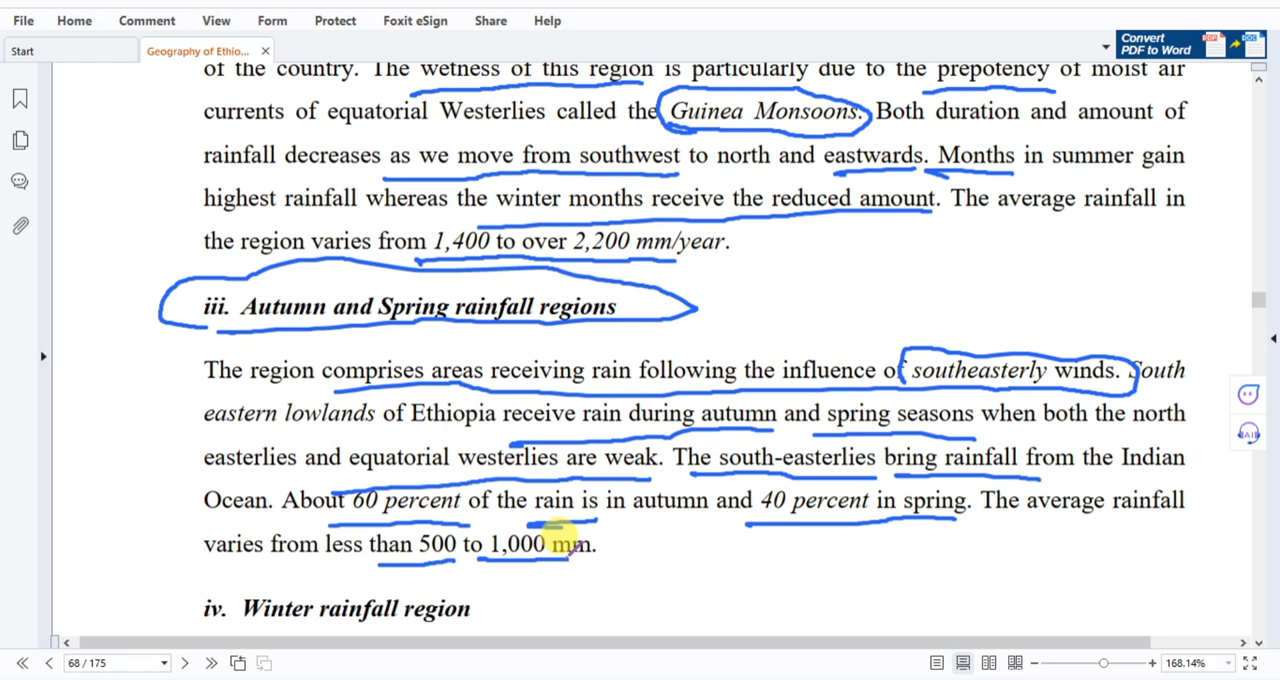 File Home Comment View Form Protect Foxit eSign Share Help
Start Geography of Ethio... × Convert
PDF to Word
of the country. The wetness of this region is particularly due to the prepotency of moist air
currents of equatorial Westerlies called the Guinea Monsoons. Both duration and amount of
rainfall decreases as we move from southwest to north and eastwards. Months in summer gain
highest rainfall whereas the winter months receive the reduced amount. The average rainfall in
the region varies from 1,400 to over 2,200 mm/year.
iii. Autumn and Spring rainfall regions
The region comprises areas receiving rain following the influence of southeasterly winds. South
eastern lowlands of Ethiopia receive rain during autumn and spring seasons when both the north
easterlies and equatorial westerlies are weak. The south-easterlies bring rainfall from the Indian
Ocean. About 60 percent of the rain is in autumn and 40 percent in spring. The average rainfall
varies from less than 500 to 1,000 mm.
iv. Winter rainfall region
68 / 175 168.14%